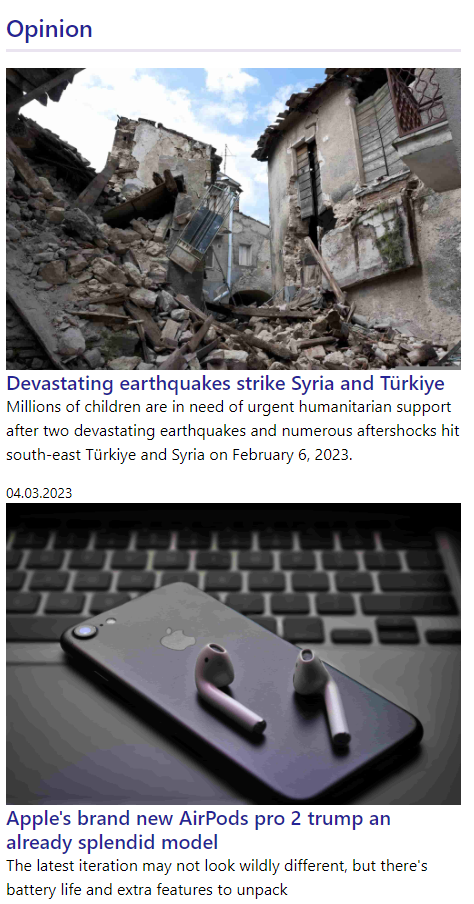 Opinion
Devastating earthquakes strike Syria and Türkiye
Millions of children are in need of urgent humanitarian support
after two devastating earthquakes and numerous aftershocks hit
south-east Türkiye and Syria on February 6, 2023.
04.03.2023
Apple's brand new AirPods pro 2 trump an
already splendid model
The latest iteration may not look wildly different, but there's
battery life and extra features to unpack